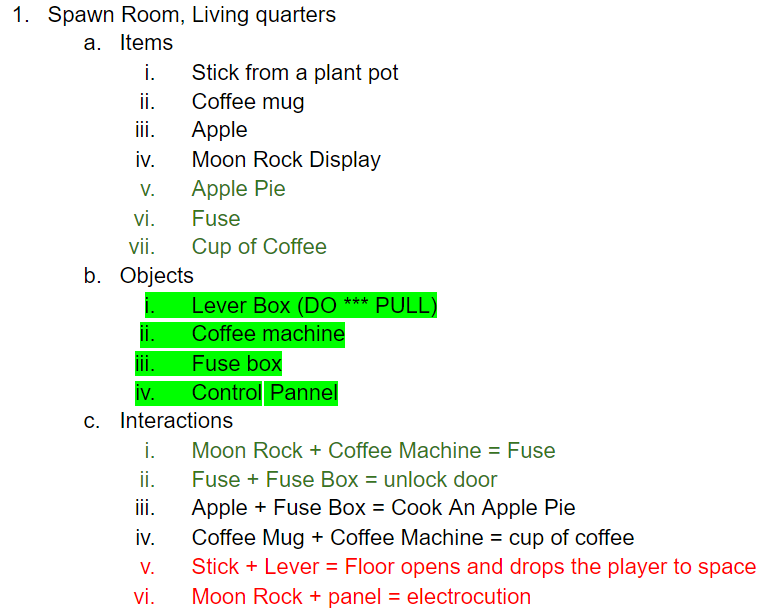 1. Spawn Room, Living quarters
a. Items
i. Stick from a plant pot
ii. Coffee mug
iii. Apple
iv. Moon Rock Display
v. Apple Pie
vi. Fuse
vii. Cup of Coffee
b. Objects
i. Lever Box (DO *** PULL)
ii. Coffee machine
iii. Fuse box
iv. Control Pannel
c. Interactions
i. Moon Rock + Coffee Machine = Fuse
ii. Fuse + Fuse Box = unlock door
iii. Apple + Fuse Box = Cook An Apple Pie
iv. Coffee Mug + Coffee Machine = cup of coffee
v. Stick + Lever = Floor opens and drops the player to space
vi. Moon Rock + panel = electrocution